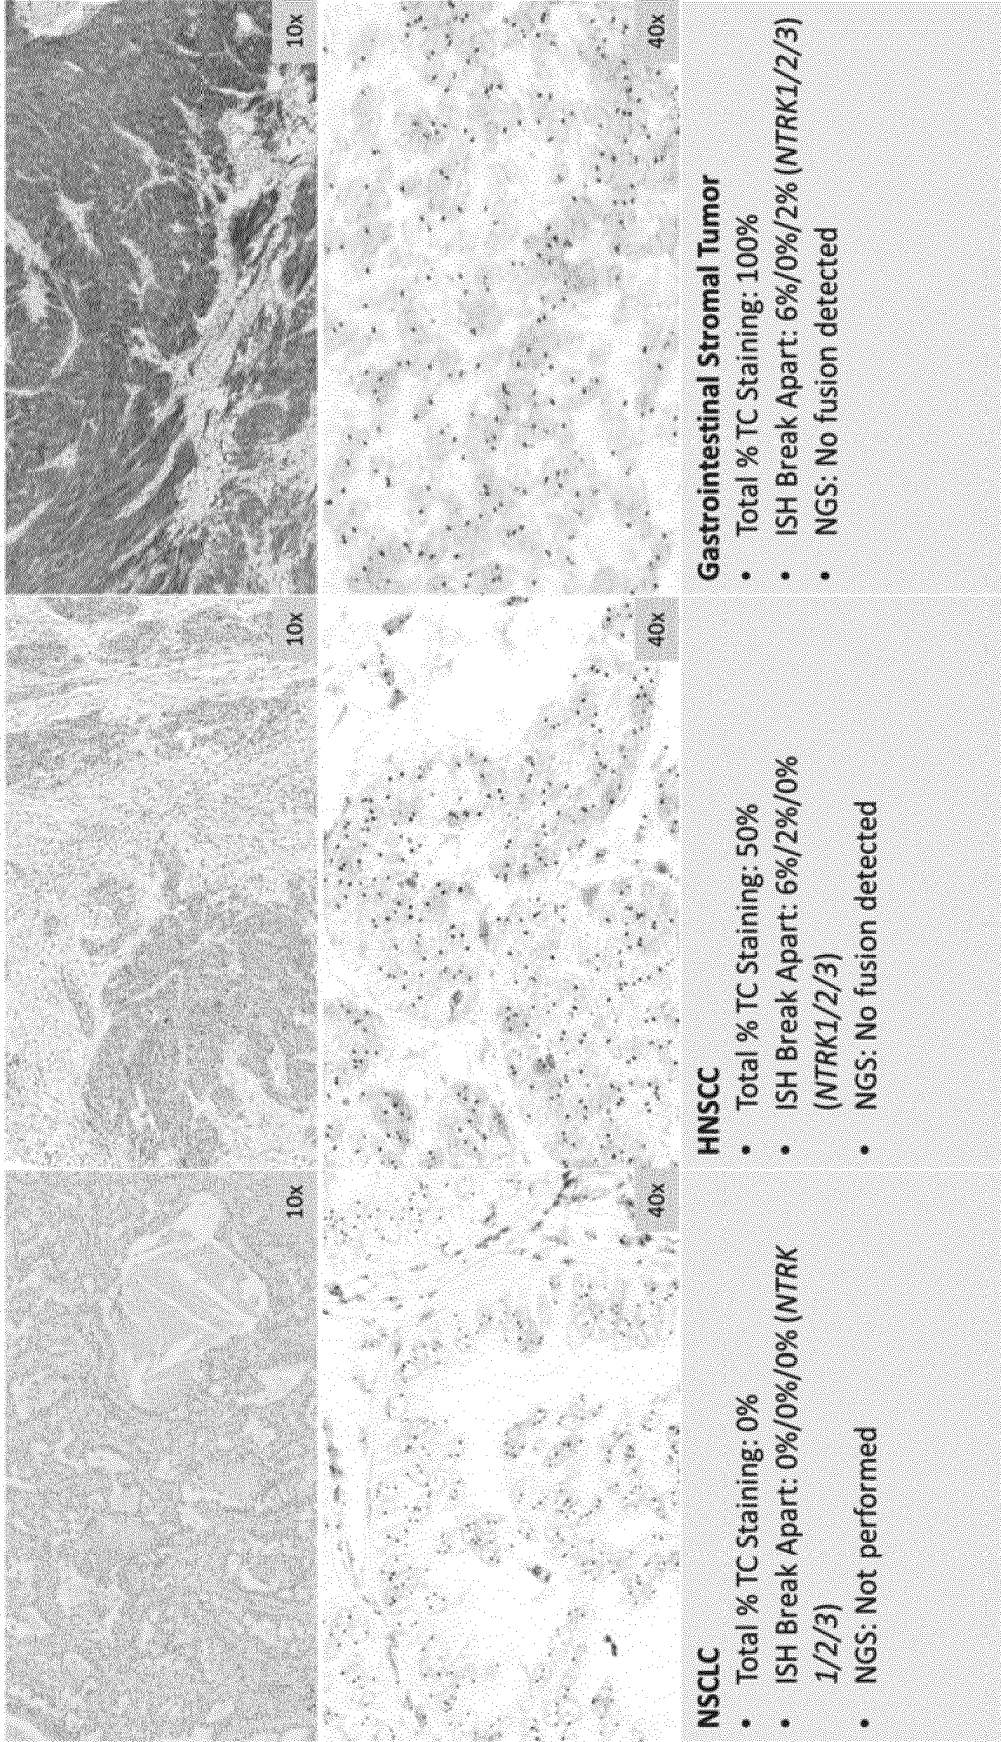 10x
40x
NSCLC
• Total % TC Staining: 0%
• ISH Break Apart: 0%/0%/0% (NTRK
1/2/3)
• NGS: Not performed
10x
40x
HNSCC
• Total % TC Staining: 50%
• ISH Break Apart: 6%/2%/0%
(NTRK1/2/3)
• NGS: No fusion detected
10x
40x
Gastrointestinal Stromal Tumor
• Total % TC Staining: 100%
• ISH Break Apart: 6%/0%/2% (NTRK1/2/3)
• NGS: No fusion detected